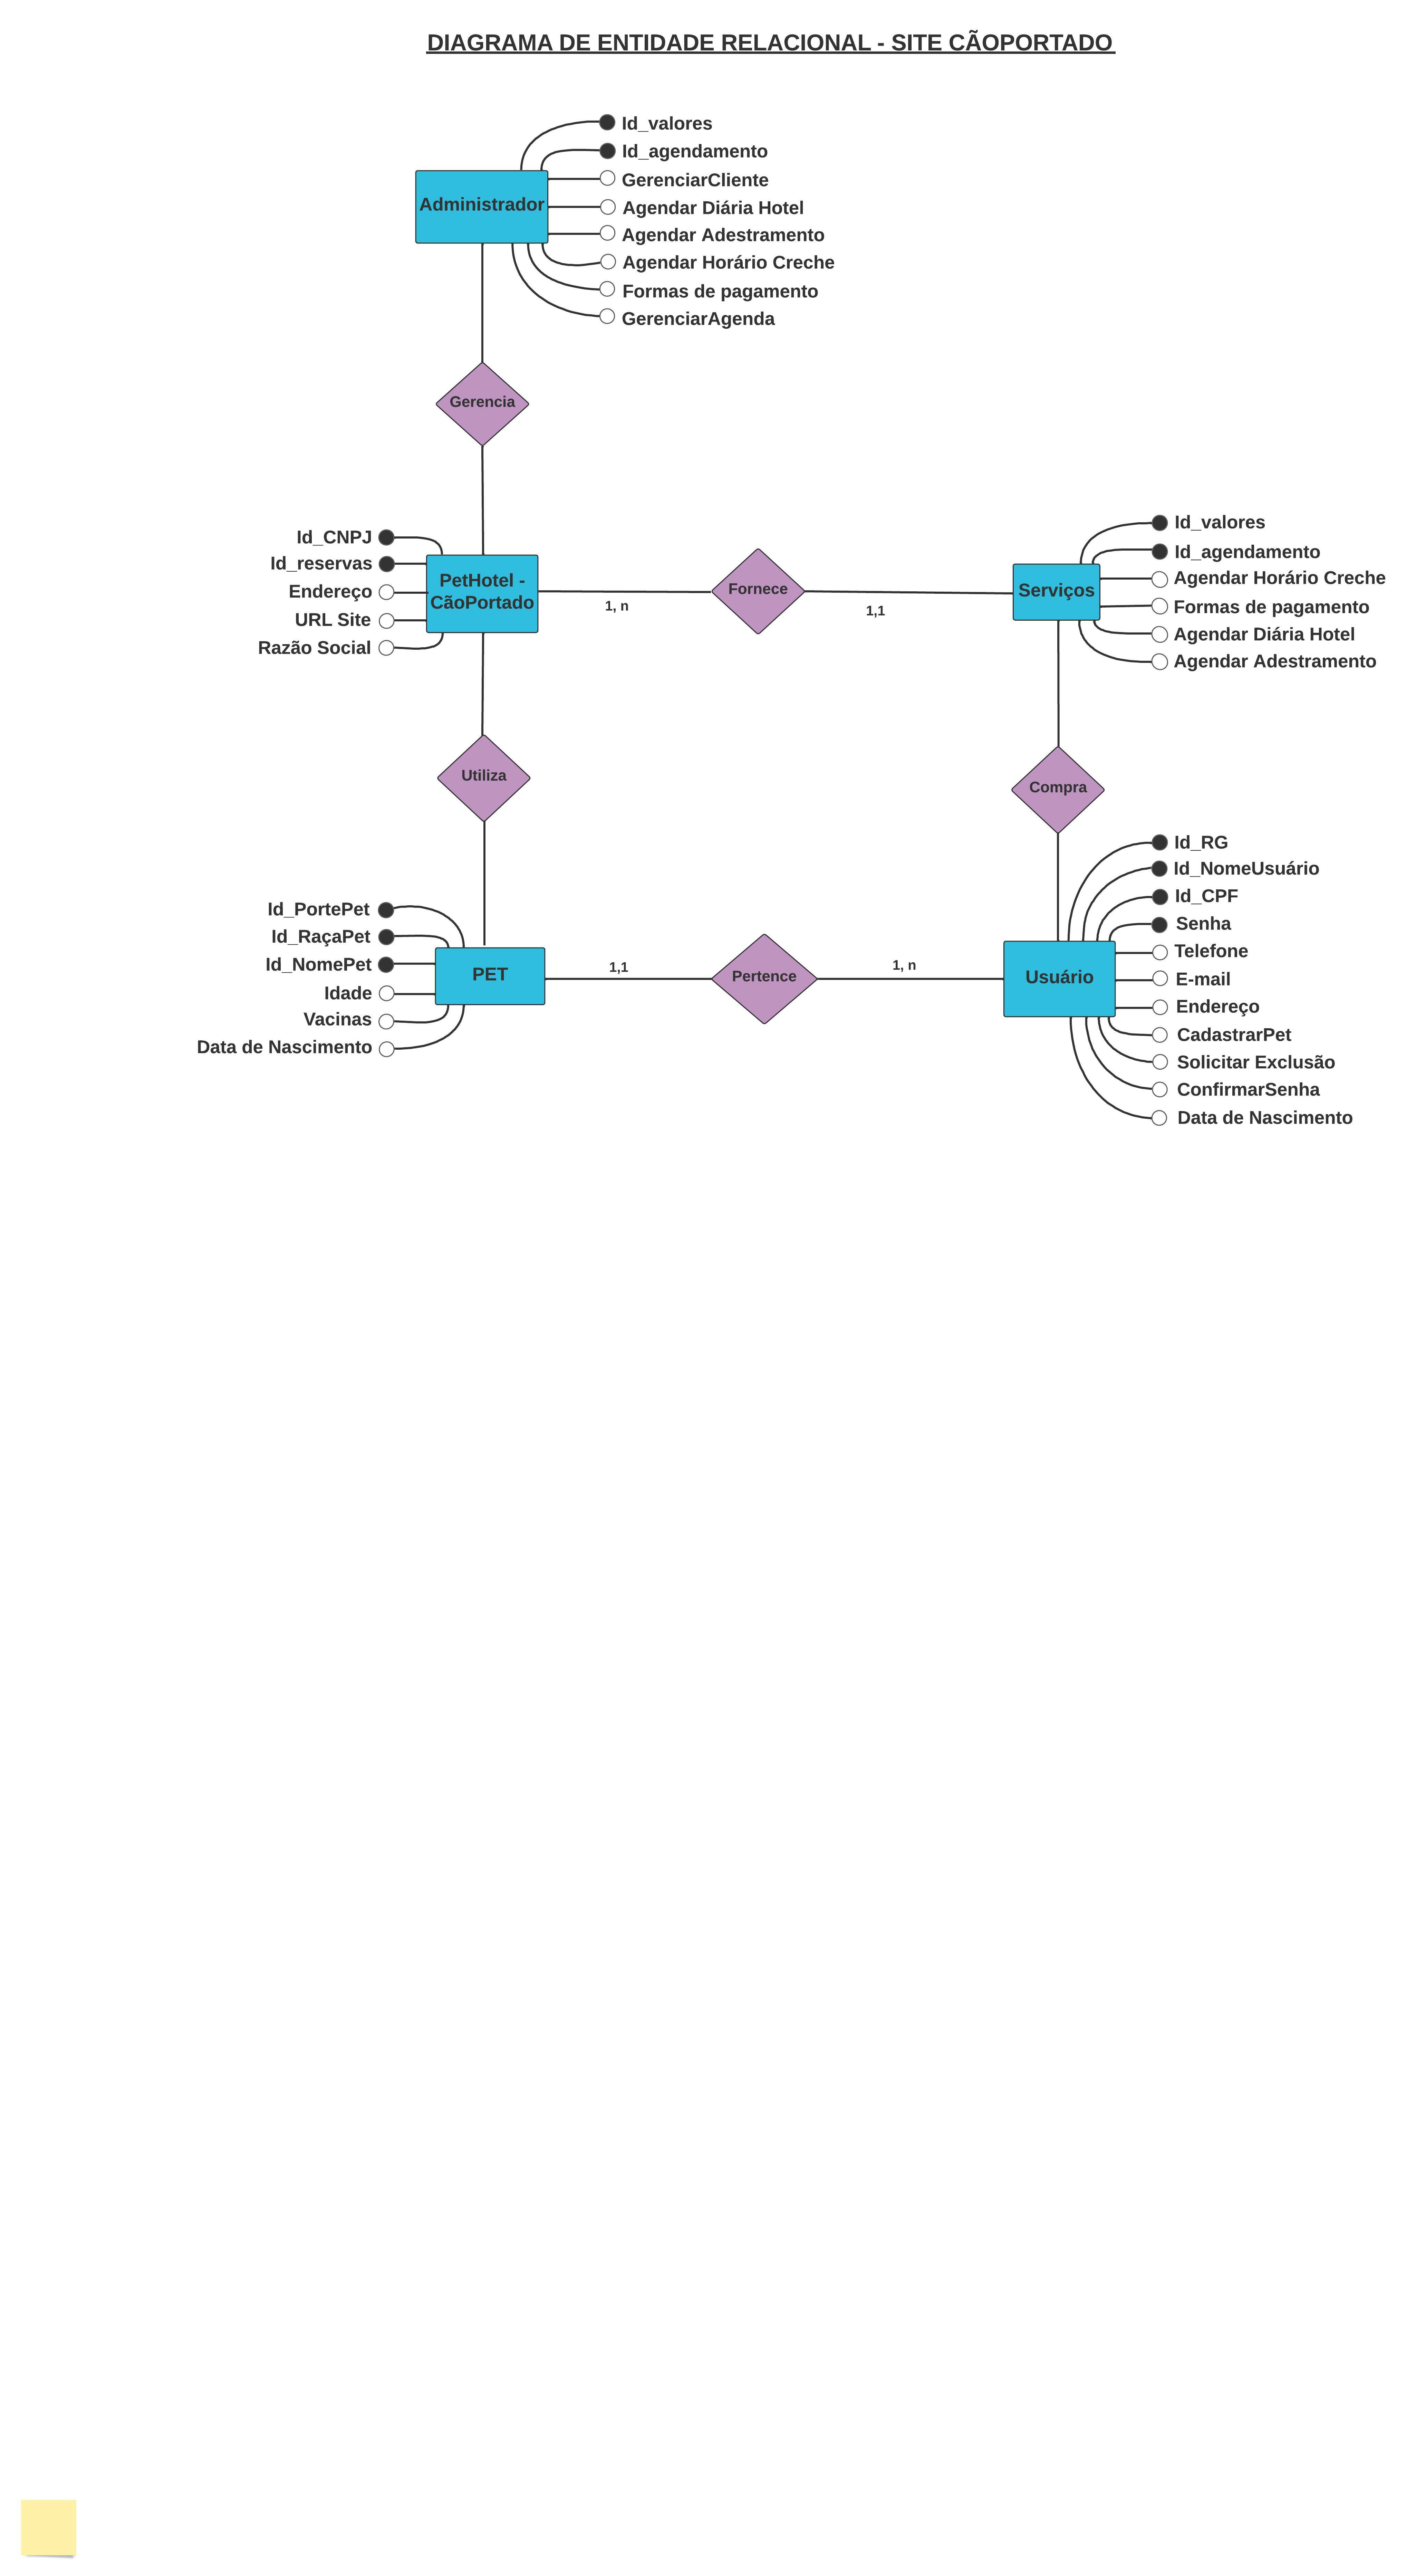 DIAGRAMA DE ENTIDADE RELACIONAL - SITE CÃOPORTADO
Id_valores
Id_agendamento
GerenciarCliente
Administrador
Agendar Diária Hotel
Agendar Adestramento
Agendar Horário Creche
Formas de pagamento
GerenciarAgenda
Gerencia
Id_CNPJ
Id_reservas
Endereço
URL Site
Razão Social
PetHotel -
CãoPortado
1, n
Fornece
1,1
Serviços
Id_valores
Id_agendamento
Agendar Horário Creche
Formas de pagamento
Agendar Diária Hotel
Agendar Adestramento
Utiliza
Compra
Id_PortePet
Id_RaçaPet
Id_NomePet
Idade
Vacinas
Data de Nascimento
PET
1,1
Pertence
1, n
Usuário
Id_RG
Id_NomeUsuário
Id_CPF
Senha
Telefone
E-mail
Endereço
CadastrarPet
Solicitar Exclusão
ConfirmarSenha
Data de Nascimento